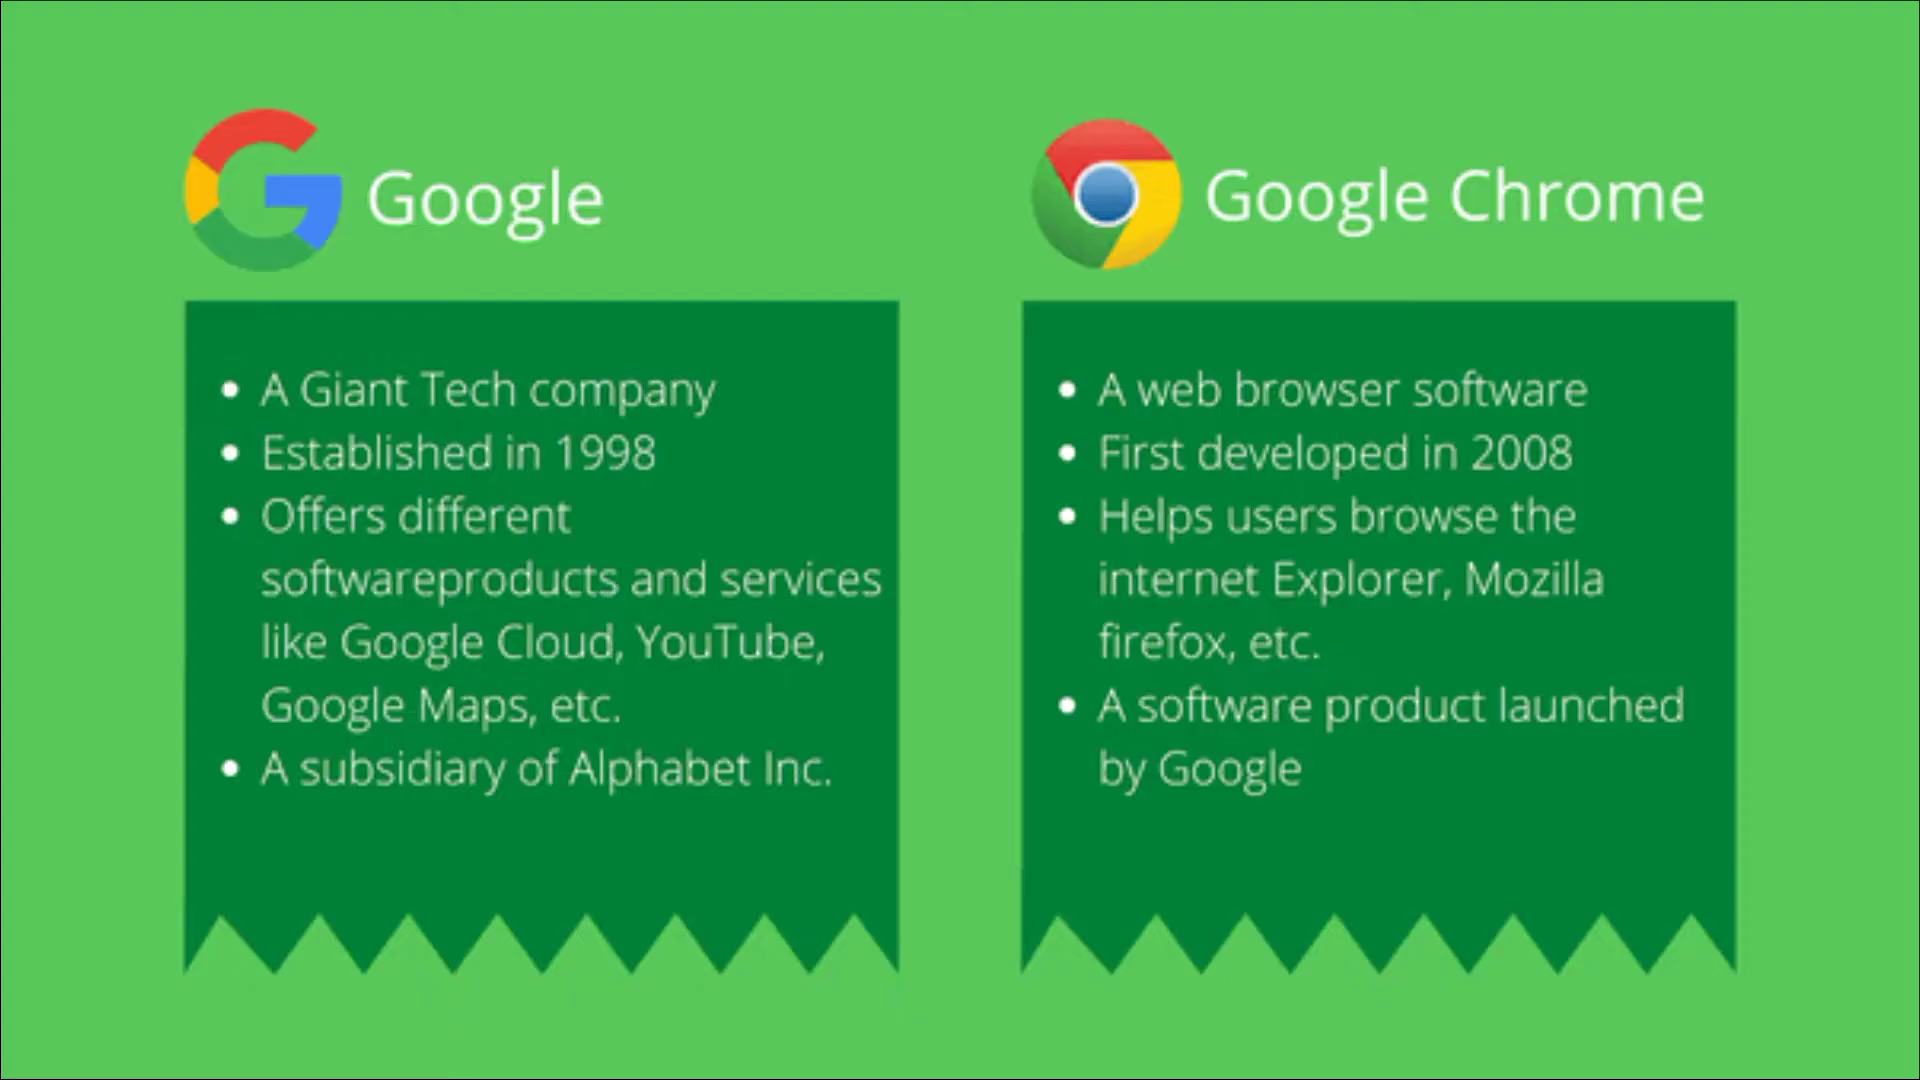 Google
A Giant Tech company
Established in 1998
Offers different
softwareproducts and services
like Google Cloud, YouTube,
Google Maps, etc.
A subsidiary of Alphabet Inc.
Google Chrome
A web browser software
First developed in 2008
Helps users browse the
internet Explorer, Mozilla
firefox, etc.
A software product launched
by Google